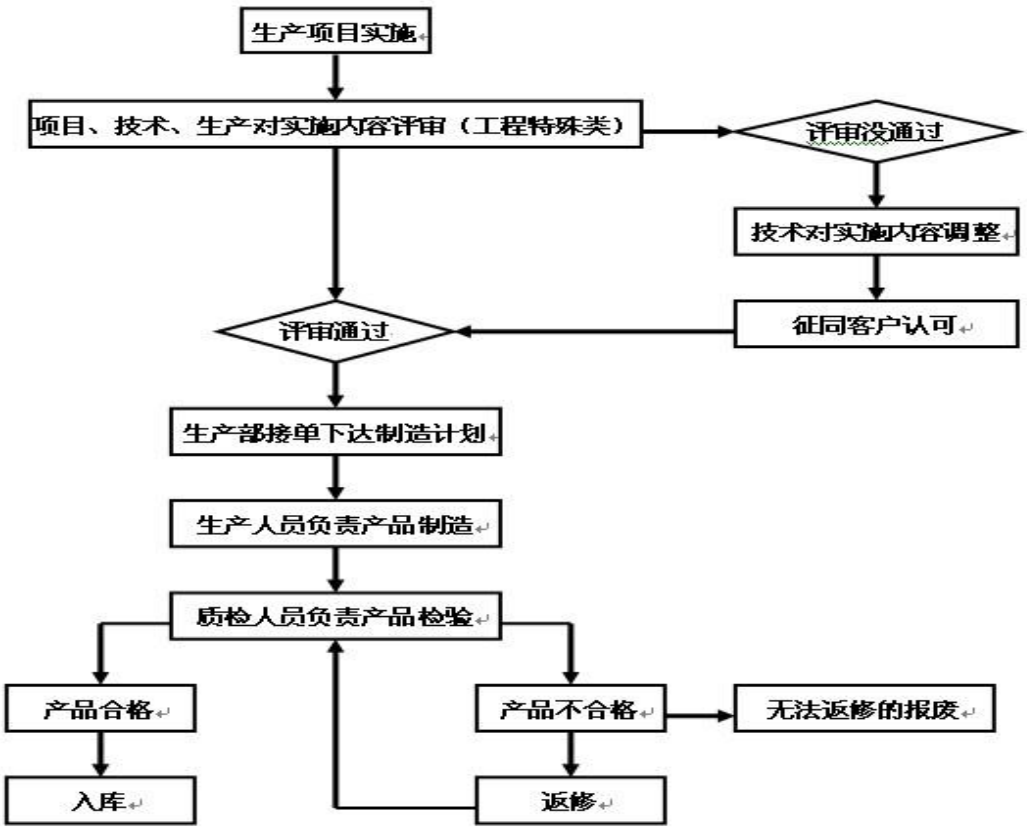 生产项目实施
项目、技术、生产对实施内容评审（工程特殊类）
评审没通过
技术对实施内容调整
征同客户认可
评审通过
生产部接单下达制造计划
生产人员负责产品制造
质检人员负责产品检验
产品合格
产品不合格
无法返修的报废
入库
返修